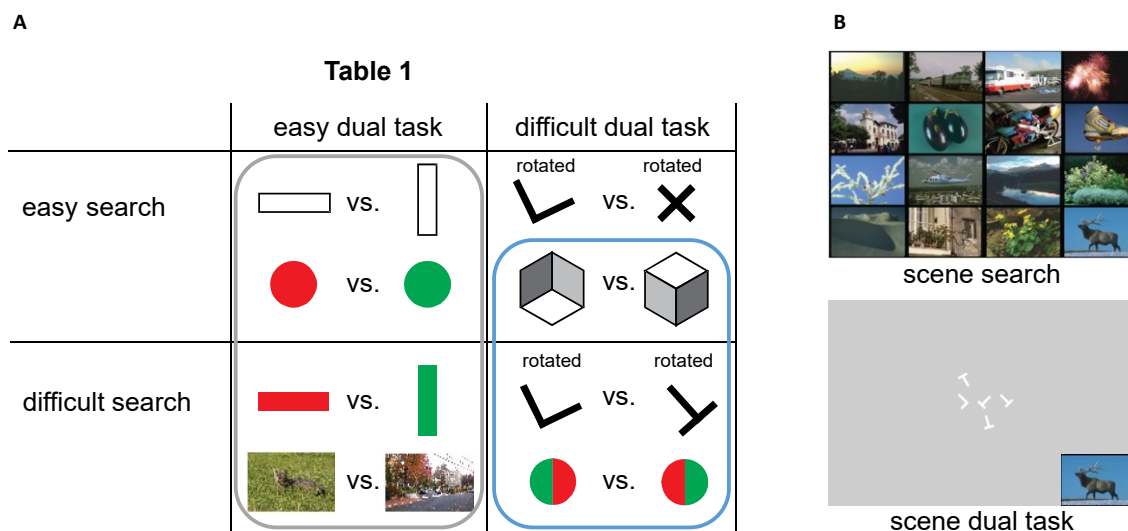 A
B
Table 1
easy dual task
difficult dual task
easy search
vs.
rotated
rotated
vs.
vs.
vs.
difficult search
vs.
rotated
rotated
vs.
vs.
vs.
scene search
scene dual task